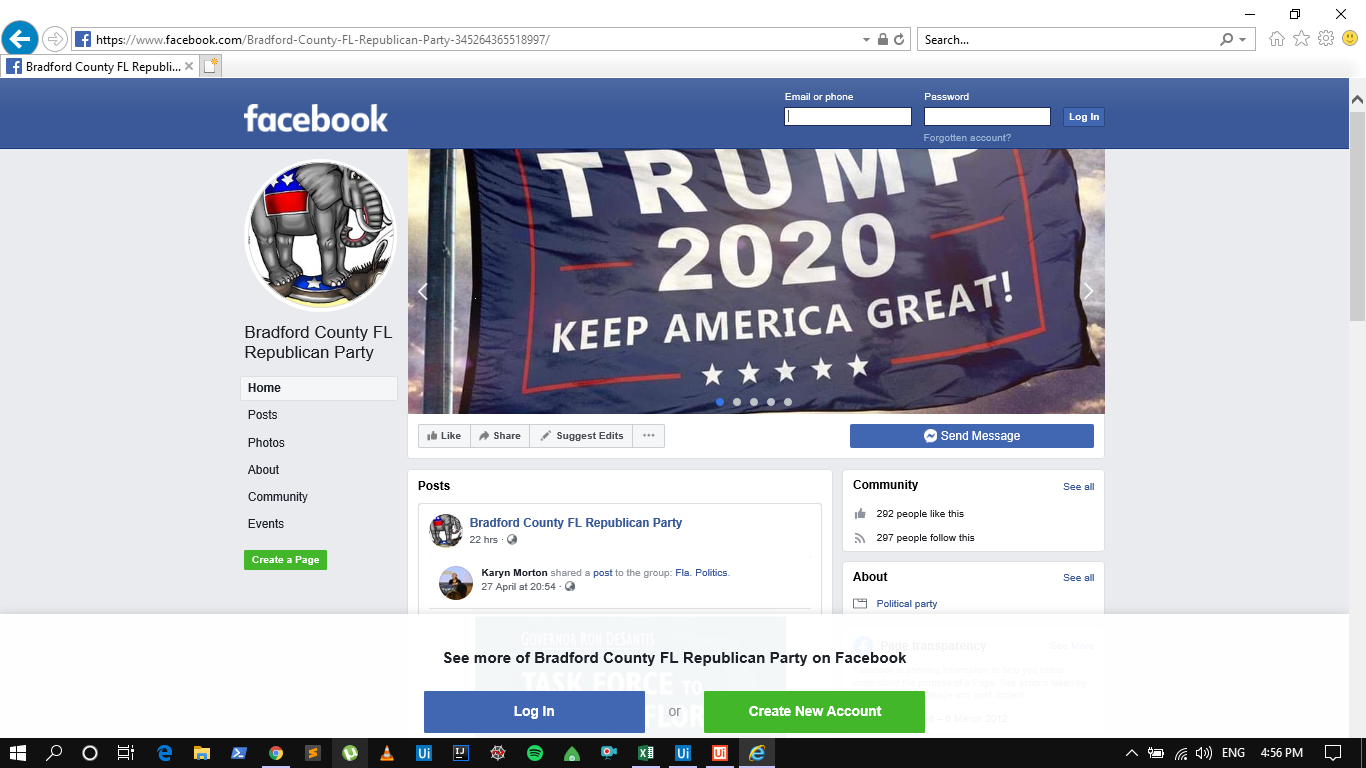 https://www.facebook.com/Bradford-County-FL-Republican-Party-345264365518997/
Search...
Bradford County FL Republi...
facebook
Email or phone
Password
Log In
Forgotten account?
TRUMP
2020
KEEP AMERICA GREAT!
Bradford County FL
Republican Party
Home
Posts
Photos
About
Community
Events
Create a Page
Like
Share
Suggest Edits
Send Message
Posts
Bradford County FL Republican Party
22 hrs ·
Karyn Morton shared a post to the group: Fla. Politics.
27 April at 20:54 ·
Community
See all
292 people like this
297 people follow this
About
See all
Political party
Page transparency
See More
GOVERNOR RON DESANTIS
TASK FORCE TO
See more of Bradford County FL Republican Party on Facebook
Log In
or
Create New Account
ENG
4:56 PM